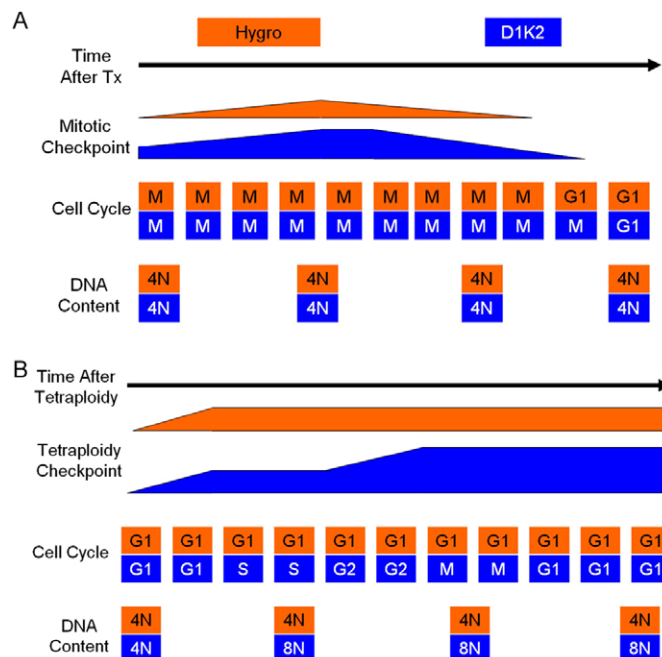 A
Hygro D1K2
Time
After Tx
Mitotic
Checkpoint
Cell Cycle
M M M M M M M M M G1 G1
M M M M M M M M M M G1
DNA
Content
4N 4N 4N 4N
4N 4N 4N 4N
B
Time After
Tetraploidy
Tetraploidy
Checkpoint
Cell Cycle
G1 G1 G1 G1 G1 G1 G1 G1 G1 G1 G1
G1 G1 S S G2 G2 M M G1 G1 G1
DNA
Content
4N 4N 4N 4N
4N 8N 8N 8N